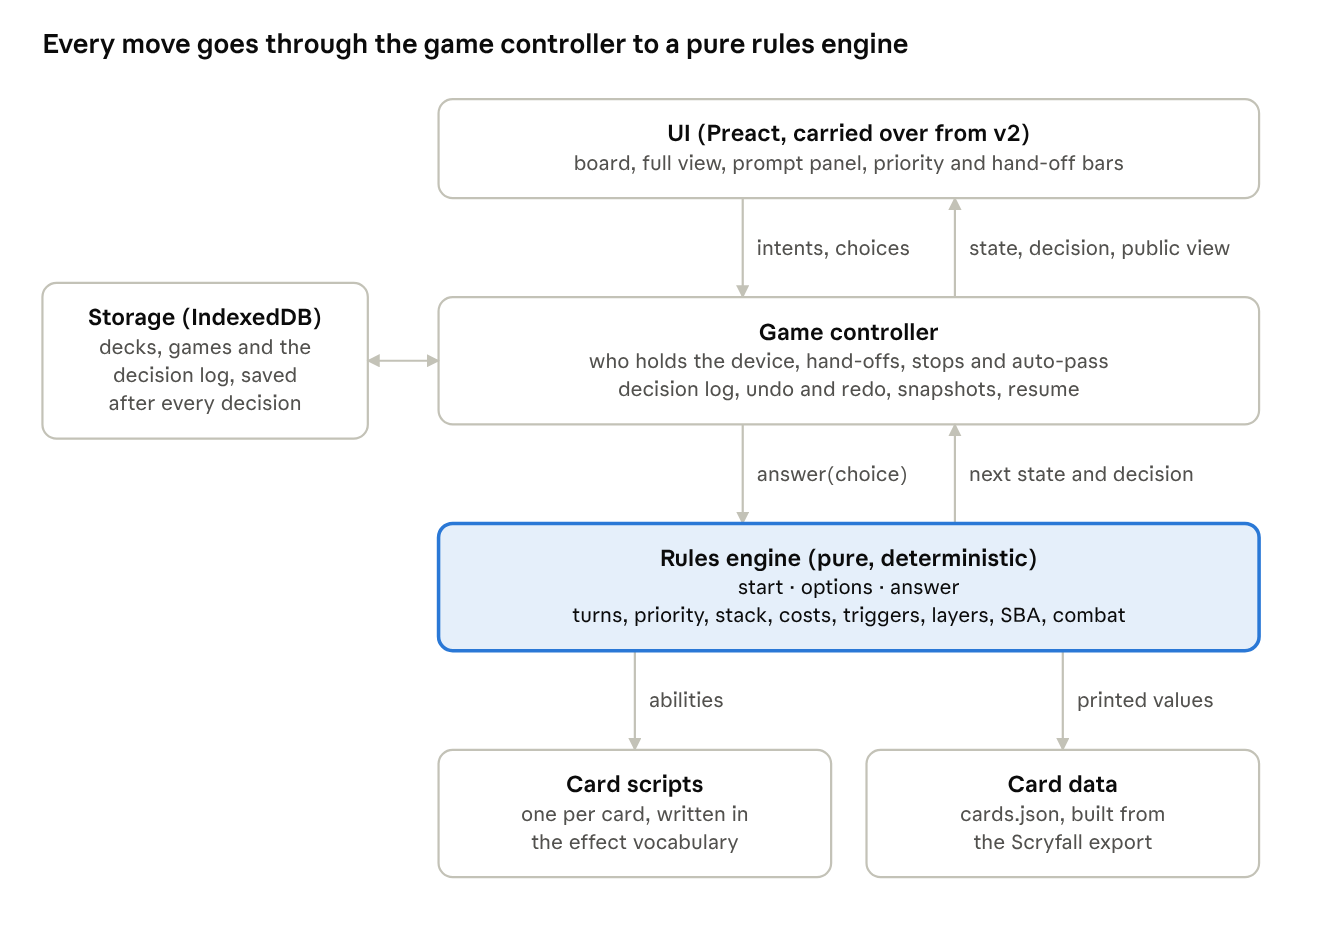 Every move goes through the game controller to a pure rules engine
UI (Preact, carried over from v2)
board, full view, prompt panel, priority and hand-off bars
intents, choices
state, decision, public view
Storage (IndexedDB)
decks, games and the
decision log, saved
after every decision
Game controller
who holds the device, hand-offs, stops and auto-pass
decision log, undo and redo, snapshots, resume
answer(choice)
next state and decision
Rules engine (pure, deterministic)
start · options · answer
turns, priority, stack, costs, triggers, layers, SBA, combat
abilities
printed values
Card scripts
one per card, written in
the effect vocabulary
Card data
cards.json, built from
the Scryfall export